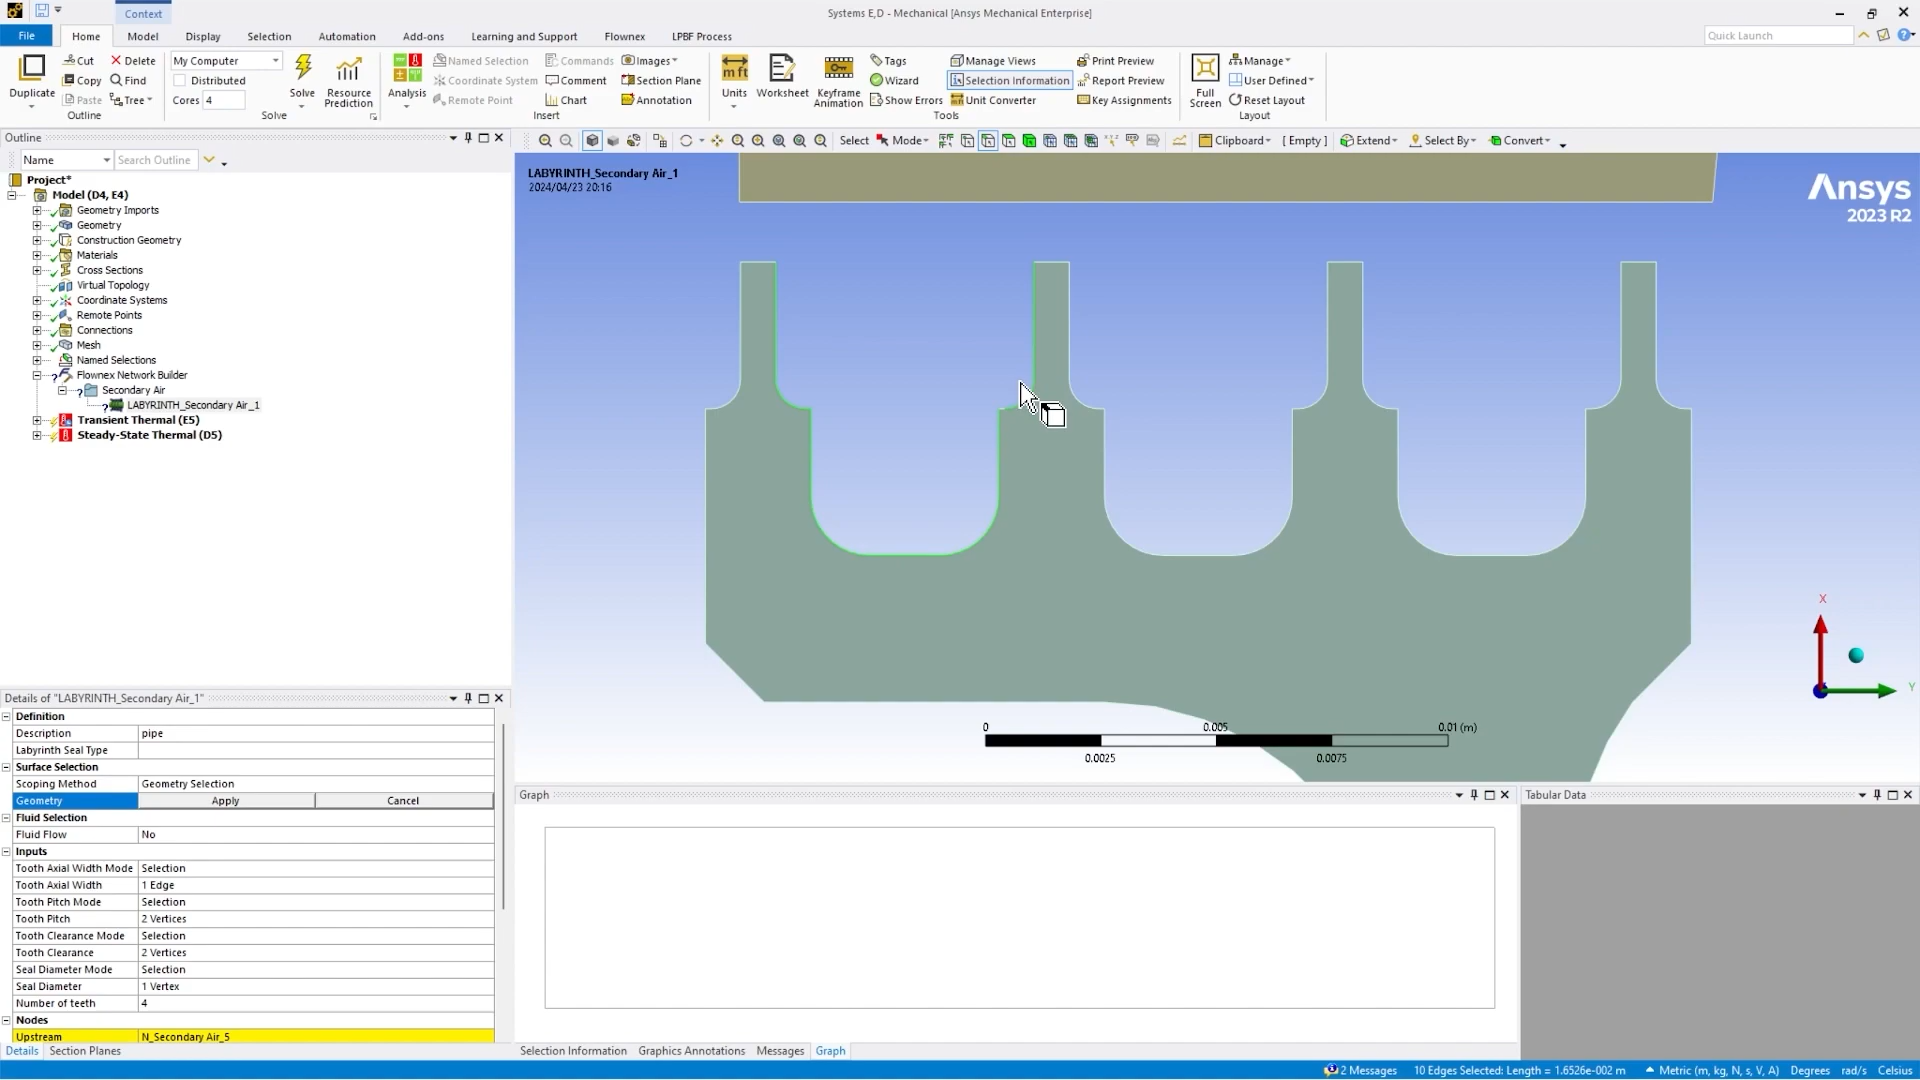 Context
Systems E,D - Mechanical [Ansys Mechanical Enterprise]
File
Home
Model
Display
Selection
Automation
Add-ons
Learning and Support
Flownex
LPBF Process
Quick Launch
Duplicate
Cut
Delete
Copy
Find
Paste
Tree
Outline
My Computer
Distributed
Cores 4
Solve
Resource Prediction
Solve
Analysis
Named Selection
Coordinate System
Remote Point
Commands
Comment
Chart
Images
Section Plane
Annotation
Insert
Units
Worksheet
Keyframe Animation
Tags
Wizard
Show Errors
Manage Views
Selection Information
Unit Converter
Print Preview
Report Preview
Key Assignments
Tools
Full Screen
Manage
User Defined
Reset Layout
Layout
Outline
Name
Search Outline
Select
Mode
Clipboard
[ Empty ]
Extend
Select By
Convert
Project*
Model (D4, E4)
Geometry Imports
Geometry
Construction Geometry
Materials
Cross Sections
Virtual Topology
Coordinate Systems
Remote Points
Connections
Mesh
Named Selections
Flownex Network Builder
Secondary Air
LABYRINTH_Secondary Air_1
Transient Thermal (E5)
Steady-State Thermal (D5)
LABYRINTH_Secondary Air_1
2024/04/23 20:16
Ansys
2023 R2
X
Y
0
0.005
0.01 (m)
0.0025
0.0075
Details of "LABYRINTH_Secondary Air_1"
Definition
Description pipe
Labyrinth Seal Type
Surface Selection
Scoping Method Geometry Selection
Geometry Apply Cancel
Fluid Selection
Fluid Flow No
Inputs
Tooth Axial Width Mode Selection
Tooth Axial Width 1 Edge
Tooth Pitch Mode Selection
Tooth Pitch 2 Vertices
Tooth Clearance Mode Selection
Tooth Clearance 2 Vertices
Seal Diameter Mode Selection
Seal Diameter 1 Vertex
Number of teeth 4
Nodes
Upstream N_Secondary Air_5
Details Section Planes
Graph
Tabular Data
Selection Information Graphics Annotations Messages Graph
2 Messages 10 Edges Selected: Length = 1.6526e-002 m Metric (m, kg, N, s, V, A) Degrees rad/s Celsius